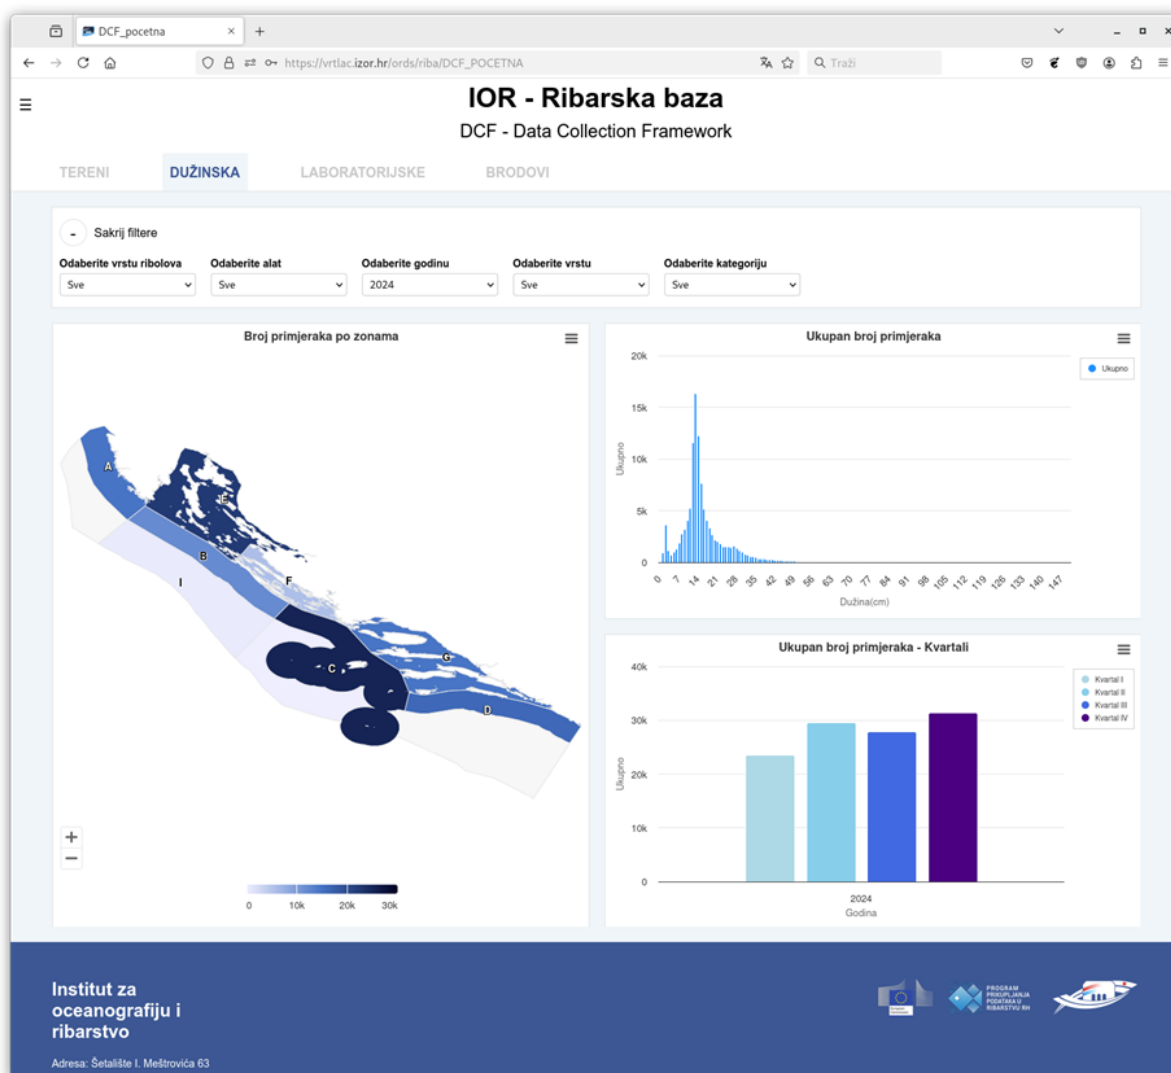 DCF_pocetna
https://vrtlac.izor.hr/ords/riba/DCF_POCETNA
Traži
IOR - Ribarska baza
DCF - Data Collection Framework
TERENI
DUŽINSKA
LABORATORIJSKE
BRODOVI
- Sakrij filtere
Odaberite vrstu ribolova
Odaberite alat
Odaberite godinu
Odaberite vrstu
Odaberite kategoriju
Sve
Sve
2024
Sve
Sve
Broj primjeraka po zonama
A
E
B
I
F
C
G
D
+
−
0
10k
20k
30k
Ukupan broj primjeraka
Ukupno
20k
15k
10k
5k
0
Ukupno
0 7 14 21 28 35 42 49 56 63 70 77 84 91 98 105 112 119 126 133 140 147
Dužina(cm)
Ukupan broj primjeraka - Kvartali
Kvartal I
Kvartal II
Kvartal III
Kvartal IV
40k
30k
20k
10k
0
Ukupno
2024
Godina
Institut za
oceanografiju i
ribarstvo
Adresa: Šetalište I. Meštrovića 63
PROGRAM
PRIKUPLJANJA
PODATAKA U
RIBARSTVU RH